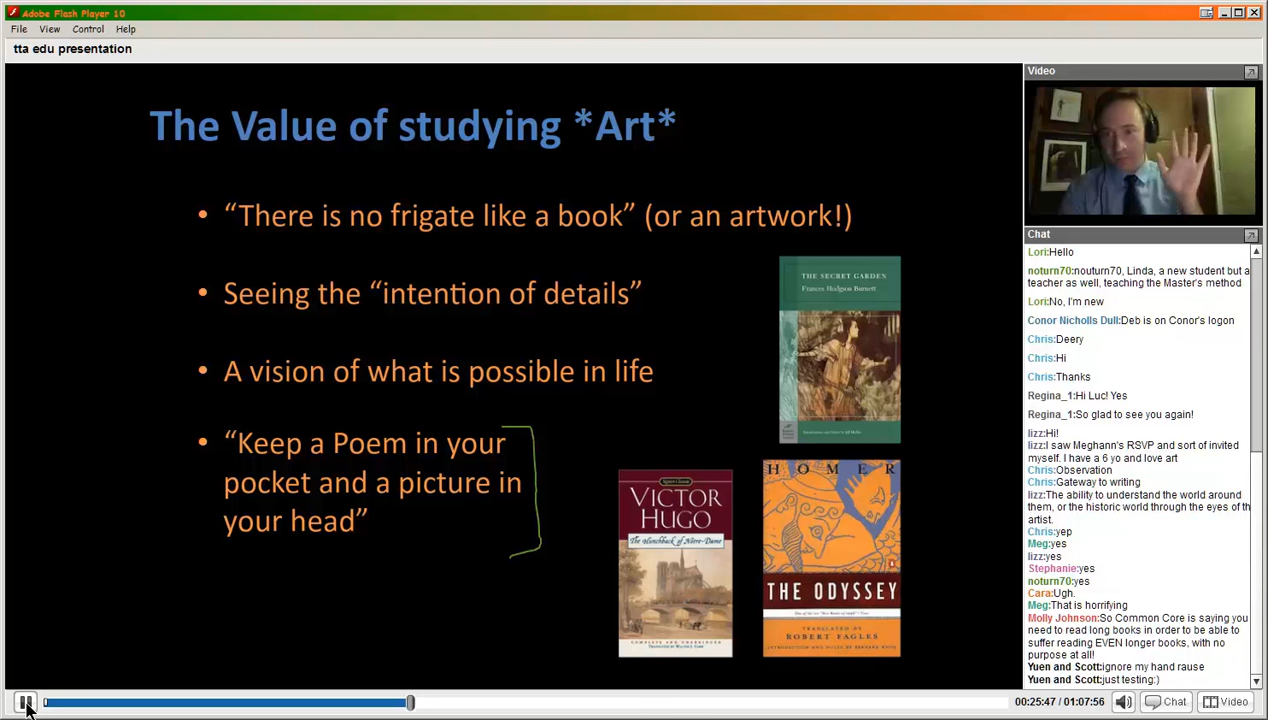 Adobe Flash Player 10
File View Control Help
tta edu presentation
The Value of studying *Art*
• “There is no frigate like a book” (or an artwork!)
• Seeing the “intention of details”
• A vision of what is possible in life
• “Keep a Poem in your
pocket and a picture in
your head”
THE SECRET GARDEN
Frances Hodgson Burnett
VICTOR
HUGO
The Hunchback of Notre-Dame
COMPLETE AND UNABRIDGED
HOMER
THE ODYSSEY
TRANSLATED BY
ROBERT FAGLES
INTRODUCTION AND NOTES BY BERNARD KNOX
Video
Chat
Lori:Hello
noturn70:nouturn70, Linda, a new student but a
teacher as well, teaching the Master's method
Lori:No, I'm new
Conor Nicholls Dull:Deb is on Conor's logon
Chris:Deery
Chris:Hi
Chris:Thanks
Regina_1:Hi Luc! Yes
Regina_1:So glad to see you again!
lizz:Hi!
lizz:I saw Meghann's RSVP and sort of invited
myself. I have a 6 yo and love art
Chris:Observation
Chris:Gateway to writing
lizz:The ability to understand the world around
them, or the historic world through the eyes of th
artist.
Chris:yep
Meg:yes
lizz:yes
Stephanie:yes
noturn70:yes
Cara:Ugh.
Meg:That is horrifying
Molly Johnson:So Common Core is saying you
need to read long books in order to be able to
suffer reading EVEN longer books, with no
purpose at all!
Yuen and Scott:ignore my hand rause
Yuen and Scott:just testing:)
00:25:47 / 01:07:56 Chat Video